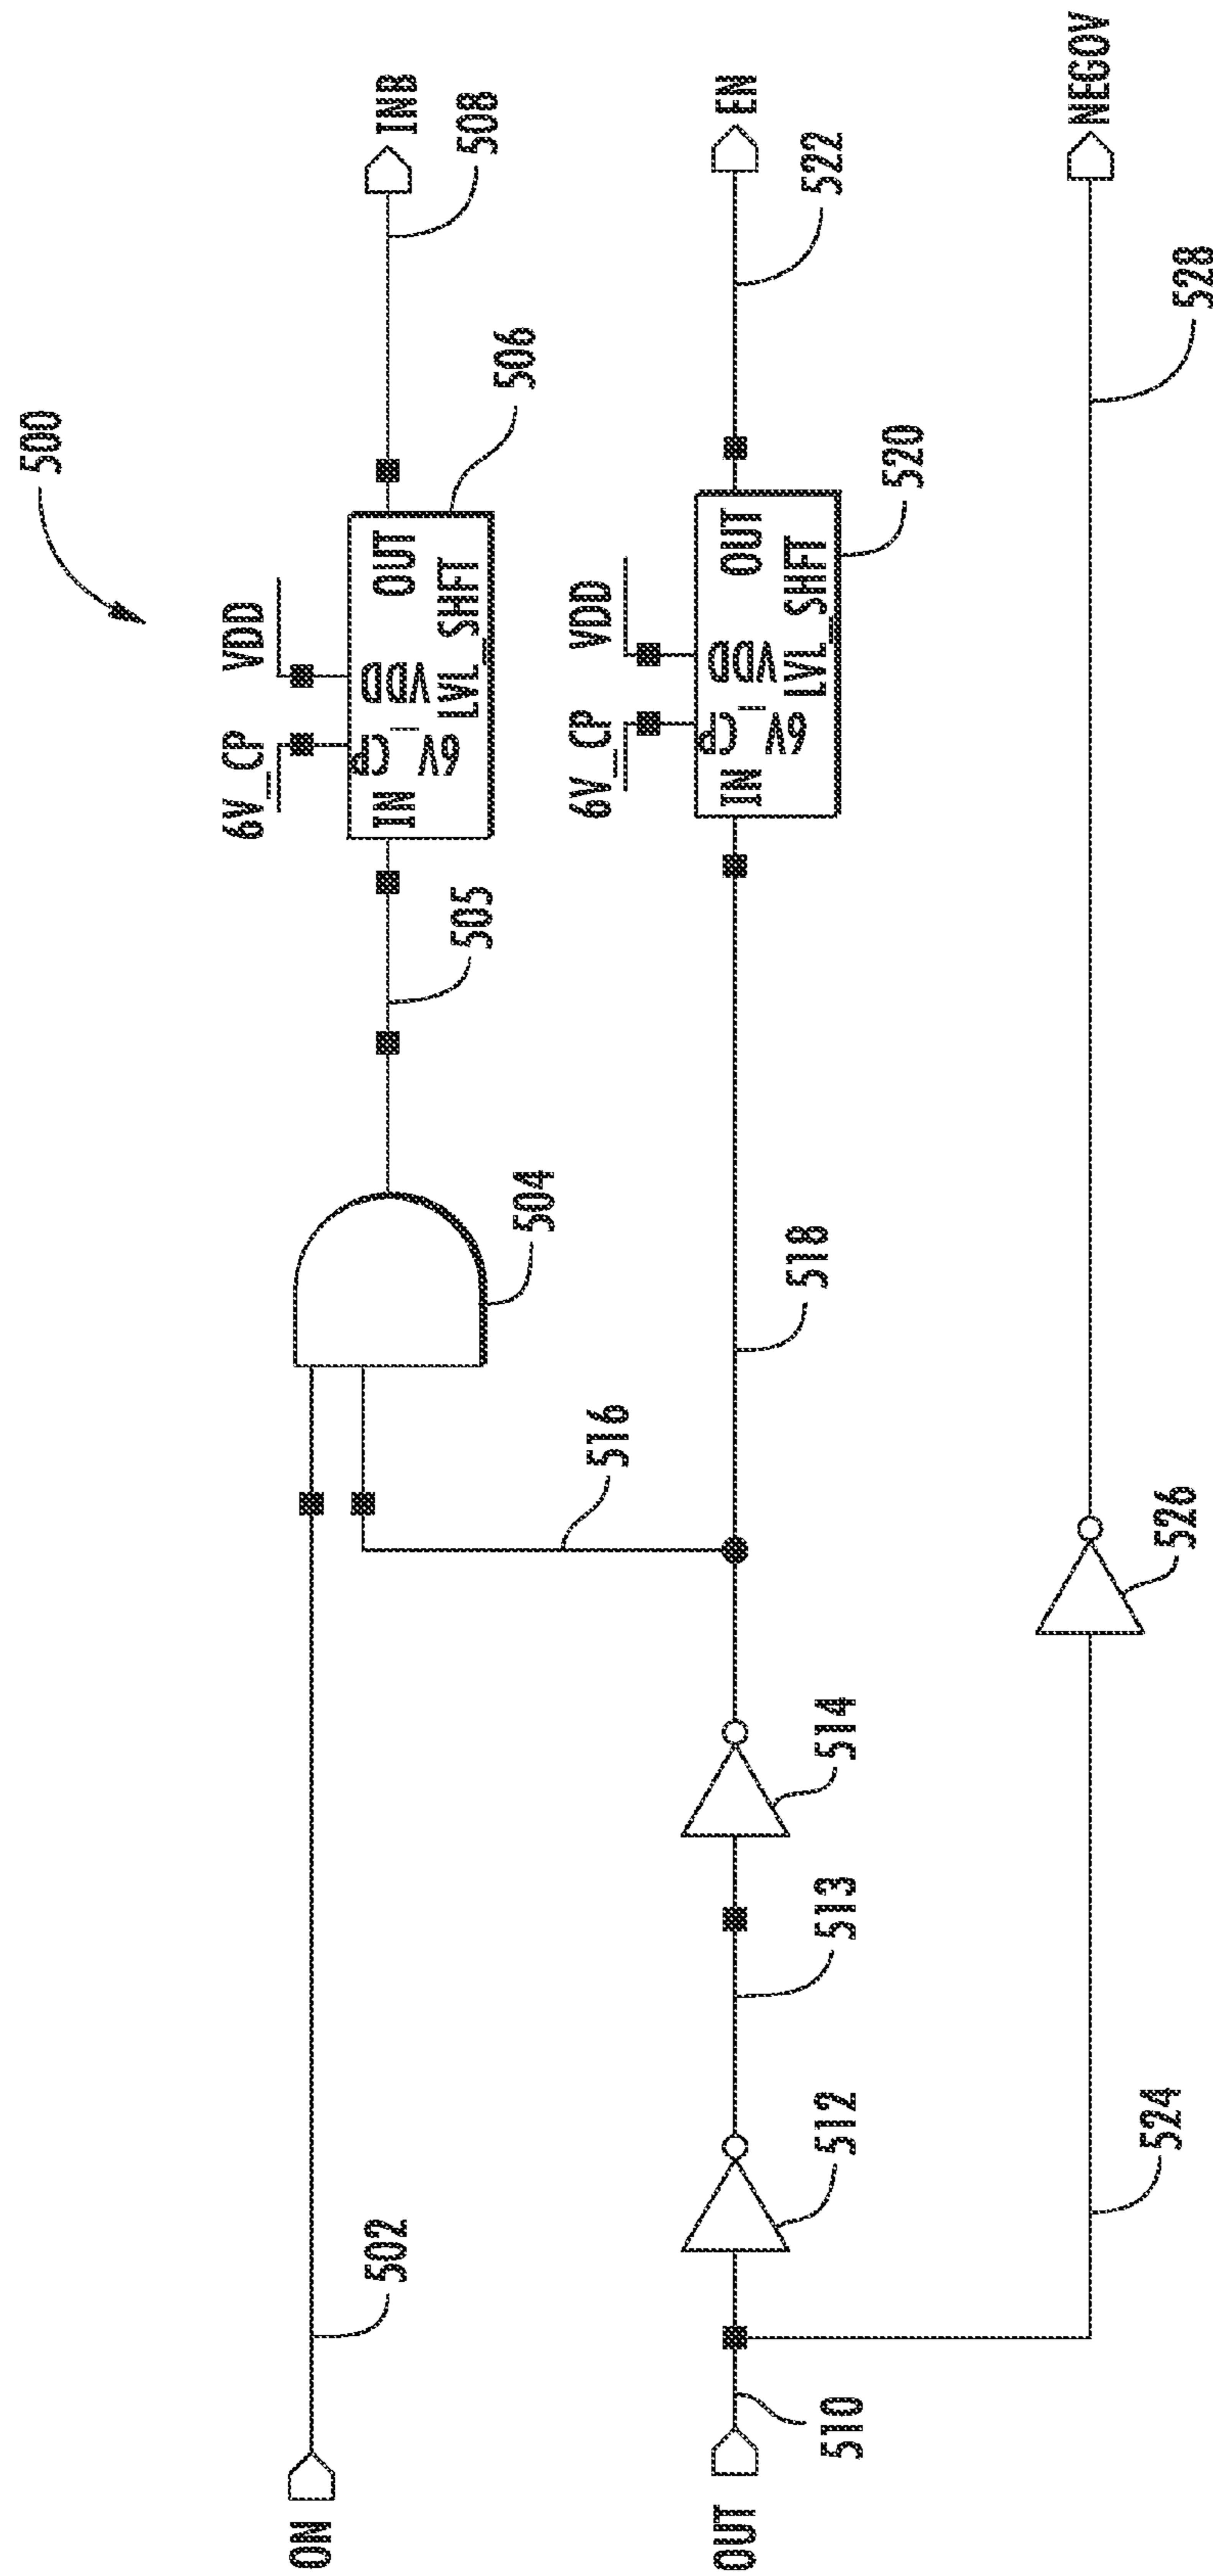 500
ON
502
504
505
6V_CP
VDD
IN
6V_CP
VDD
OUT
LVL_SHFT
506
508
INB
OUT
510
512
513
514
516
518
6V_CP
VDD
IN
6V_CP
VDD
OUT
LVL_SHFT
520
522
EN
524
526
528
NEGOV